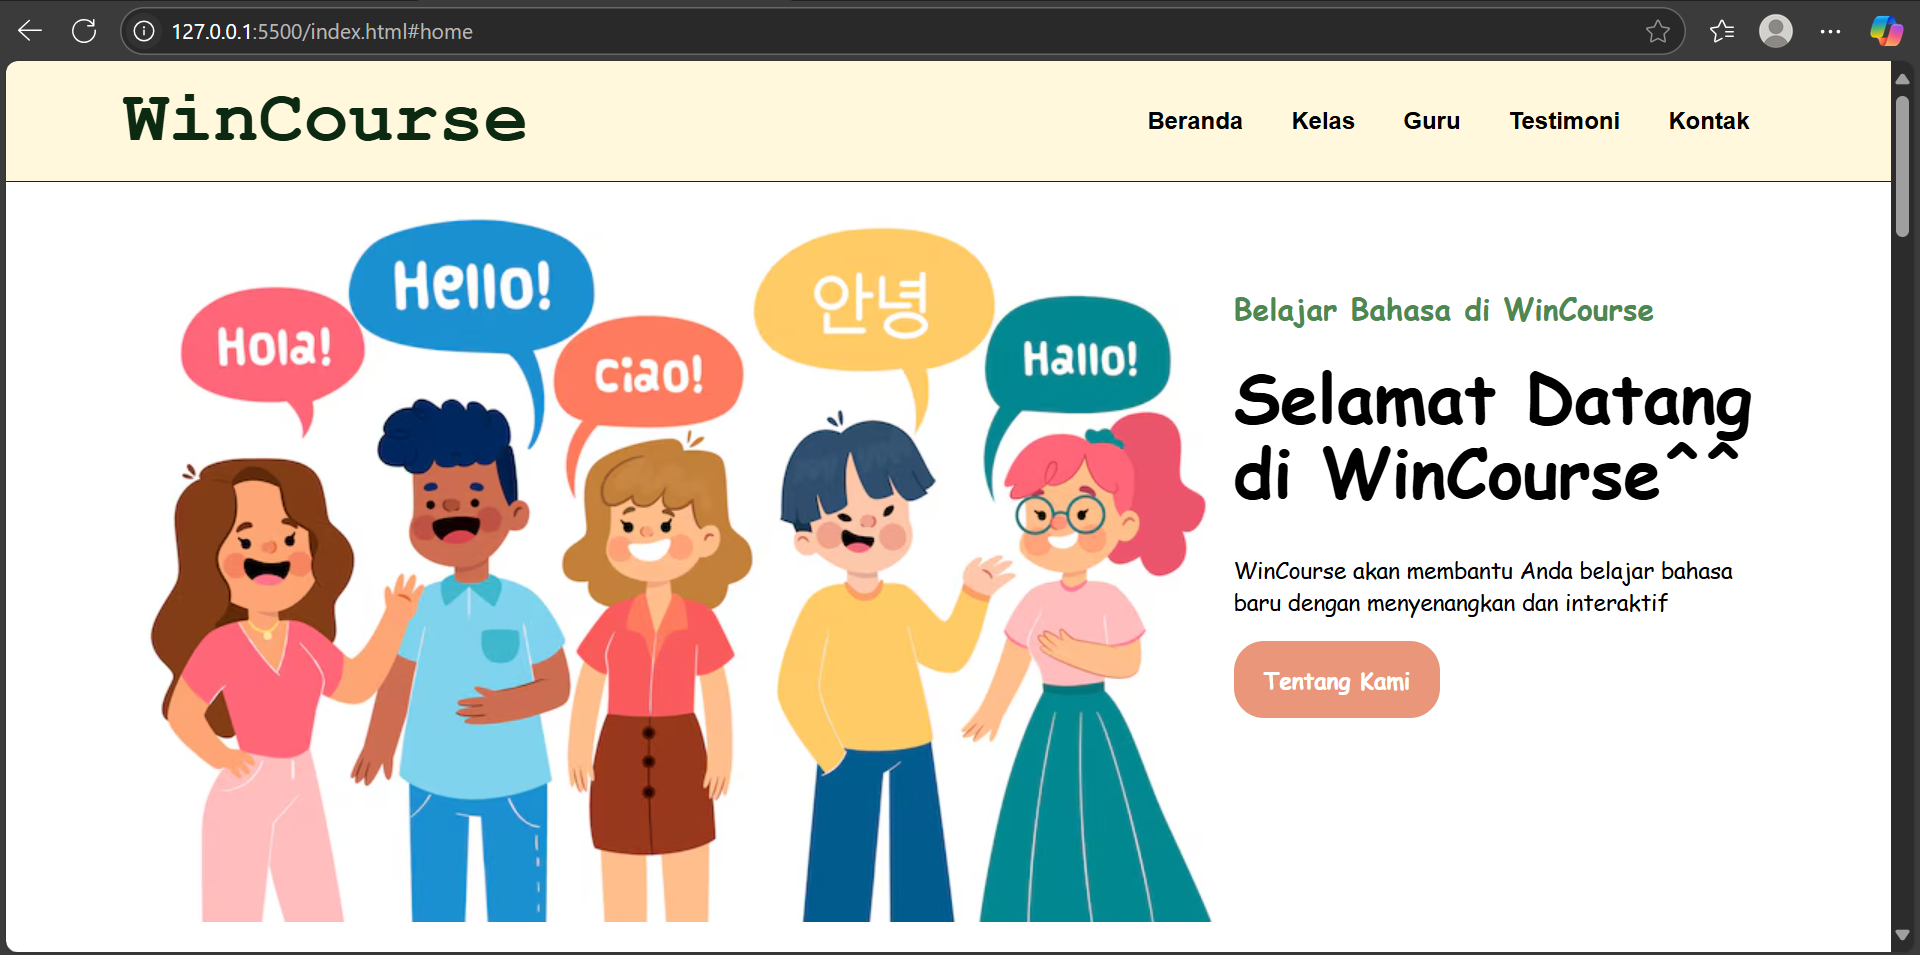 127.0.0.1:5500/index.html#home
WinCourse
Beranda Kelas Guru Testimoni Kontak
Hola!
Hello!
Ciao!
안녕
Hallo!
Belajar Bahasa di WinCourse
Selamat Datang
di WinCourse^^
WinCourse akan membantu Anda belajar bahasa
baru dengan menyenangkan dan interaktif
Tentang Kami